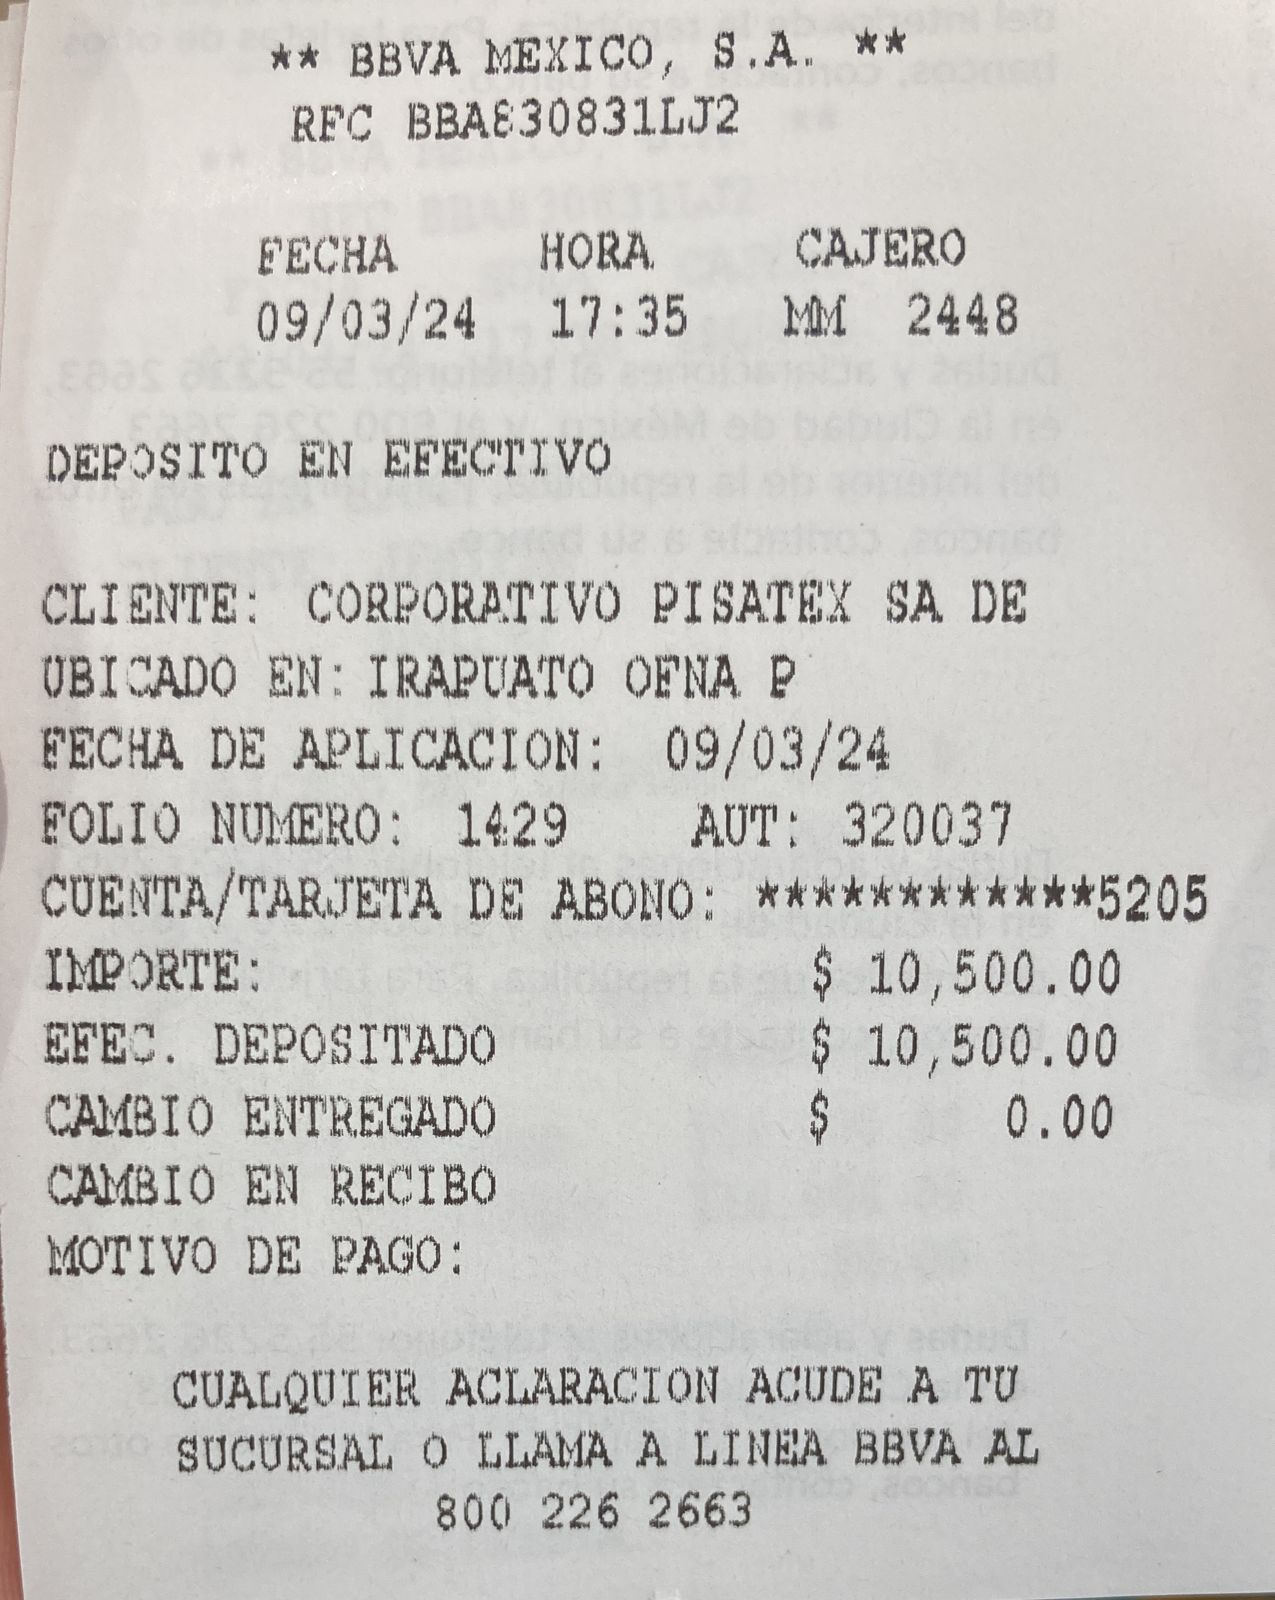 ** BBVA MEXICO, S.A. **
RFC BBA830831LJ2
FECHA HORA CAJERO
09/03/24 17:35 MM 2448
DEPOSITO EN EFECTIVO
CLIENTE: CORPORATIVO PISATEX SA DE
UBICADO EN: IRAPUATO OFNA P
FECHA DE APLICACION: 09/03/24
FOLIO NUMERO: 1429 AUT: 320037
CUENTA/TARJETA DE ABONO: ************5205
IMPORTE: $ 10,500.00
EFEC. DEPOSITADO $ 10,500.00
CAMBIO ENTREGADO $ 0.00
CAMBIO EN RECIBO
MOTIVO DE PAGO:
CUALQUIER ACLARACION ACUDE A TU
SUCURSAL O LLAMA A LINEA BBVA AL
800 226 2663